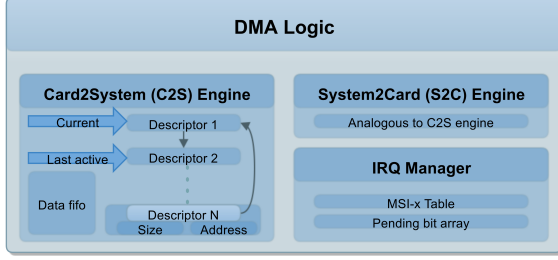 DMA Logic
Card2System (C2S) Engine
Current
Descriptor 1
Last active
Descriptor 2
Data fifo
Descriptor N
Size
Address
System2Card (S2C) Engine
Analogous to C2S engine
IRQ Manager
MSI-x Table
Pending bit array